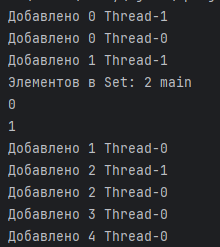 Добавлено 0 Thread-1
Добавлено 0 Thread-0
Добавлено 1 Thread-1
Элементов в Set: 2 main
0
1
Добавлено 1 Thread-0
Добавлено 2 Thread-1
Добавлено 2 Thread-0
Добавлено 3 Thread-0
Добавлено 4 Thread-0